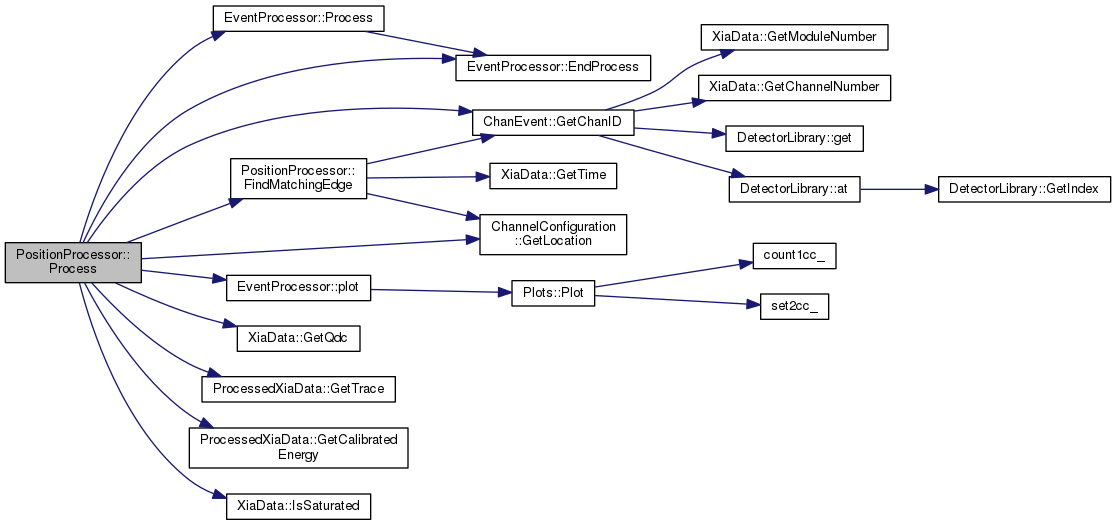 EventProcessor::Process
XiaData::GetModuleNumber
EventProcessor::EndProcess
XiaData::GetChannelNumber
ChanEvent::GetChanID
DetectorLibrary::get
PositionProcessor::
FindMatchingEdge
XiaData::GetTime
DetectorLibrary::at
DetectorLibrary::GetIndex
ChannelConfiguration
::GetLocation
PositionProcessor::
Process
EventProcessor::plot
Plots::Plot
count1cc_
set2cc_
XiaData::GetQdc
ProcessedXiaData::GetTrace
ProcessedXiaData::GetCalibrated
Energy
XiaData::IsSaturated